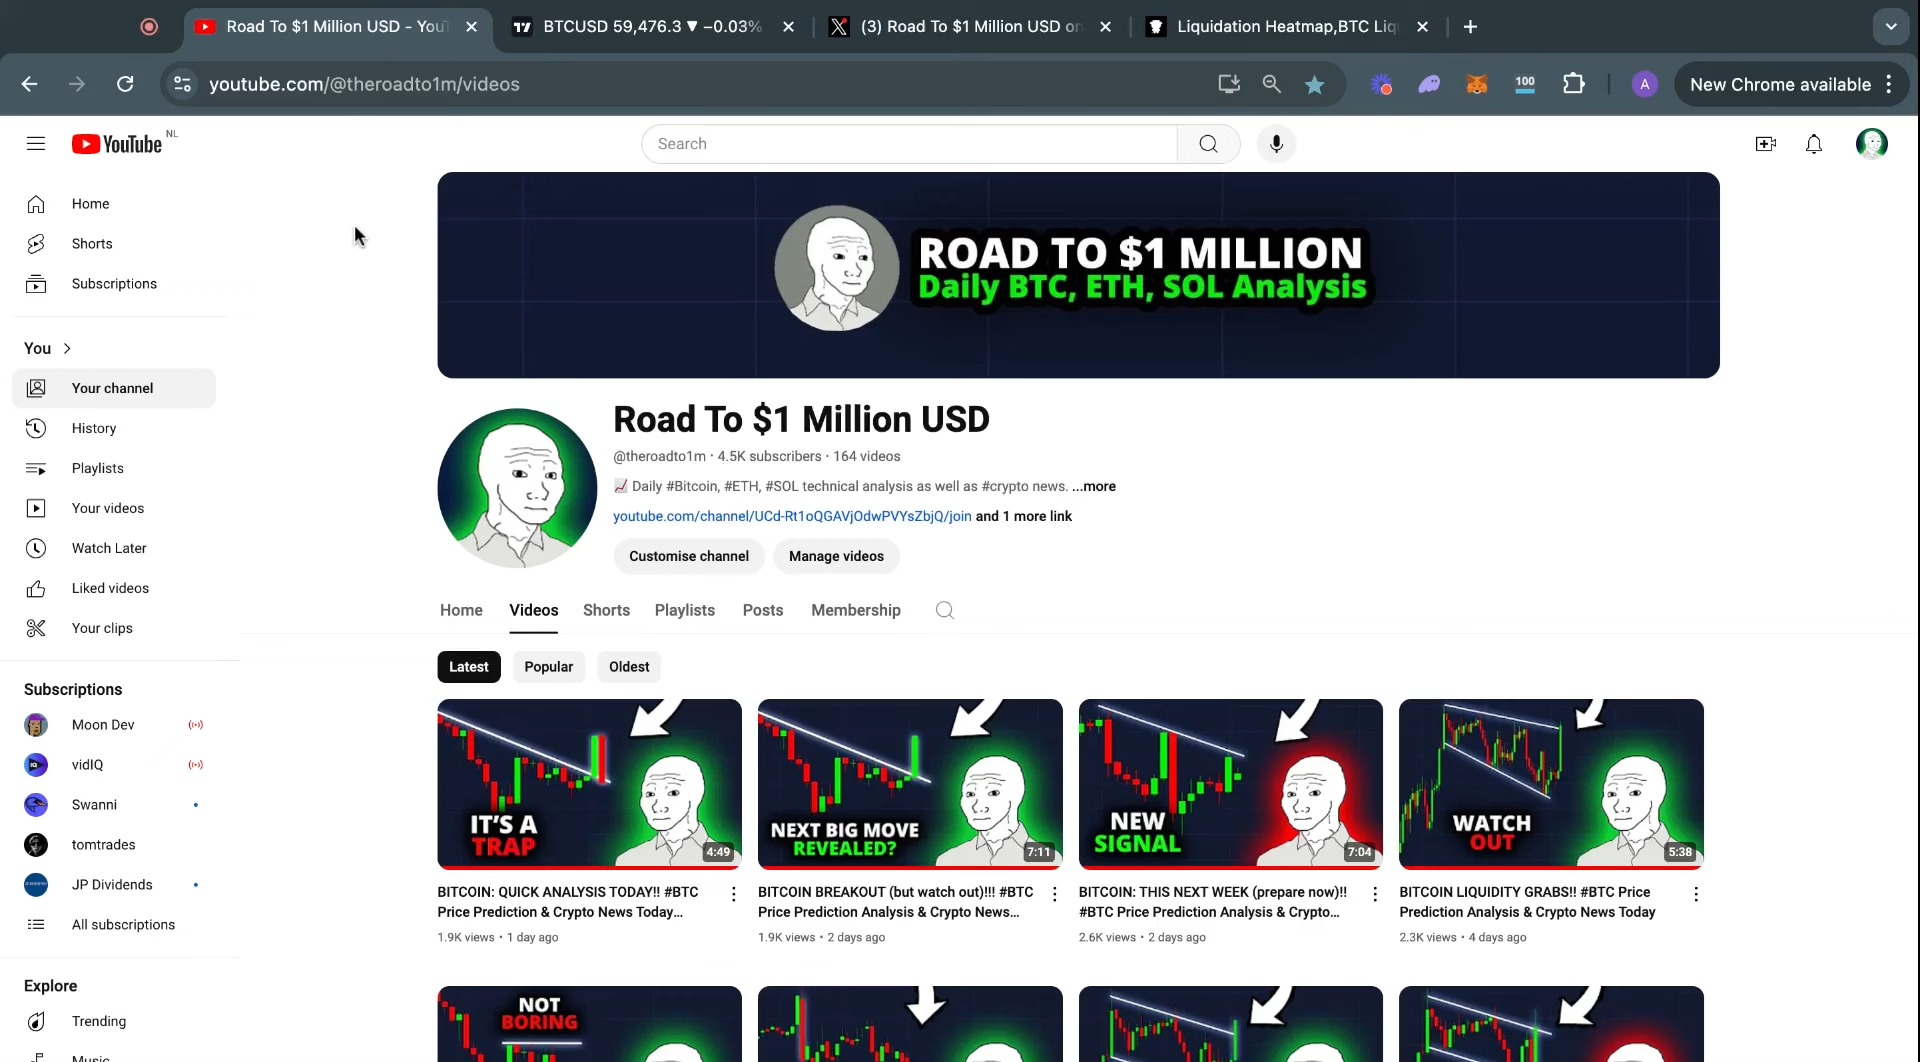 Road To $1 Million USD - You
BTCUSD 59,476.3 ▼ −0.03%
(3) Road To $1 Million USD on
Liquidation Heatmap,BTC Liq
youtube.com/@theroadto1m/videos
100
A
New Chrome available
YouTube NL
Search
Home
Shorts
Subscriptions
You
Your channel
History
Playlists
Your videos
Watch Later
Liked videos
Your clips
Subscriptions
Moon Dev
vidIQ
Swanni
tomtrades
JP Dividends
All subscriptions
Explore
Trending
Music
ROAD TO $1 MILLION
Daily BTC, ETH, SOL Analysis
Road To $1 Million USD
@theroadto1m · 4.5K subscribers · 164 videos
📈 Daily #Bitcoin, #ETH, #SOL technical analysis as well as #crypto news. ...more
youtube.com/channel/UCd-Rt1oQGAVjOdwPVYsZbjQ/join and 1 more link
Customise channel
Manage videos
Home
Videos
Shorts
Playlists
Posts
Membership
Latest
Popular
Oldest
IT'S A
TRAP
4:49
BITCOIN: QUICK ANALYSIS TODAY!! #BTC
Price Prediction & Crypto News Today...
1.9K views · 1 day ago
NEXT BIG MOVE
REVEALED?
7:11
BITCOIN BREAKOUT (but watch out)!!! #BTC
Price Prediction Analysis & Crypto News...
1.9K views · 2 days ago
NEW
SIGNAL
7:04
BITCOIN: THIS NEXT WEEK (prepare now)!!
#BTC Price Prediction Analysis & Crypto...
2.6K views · 2 days ago
WATCH
OUT
5:38
BITCOIN LIQUIDITY GRABS!! #BTC Price
Prediction Analysis & Crypto News Today
2.3K views · 4 days ago
NOT
BORING